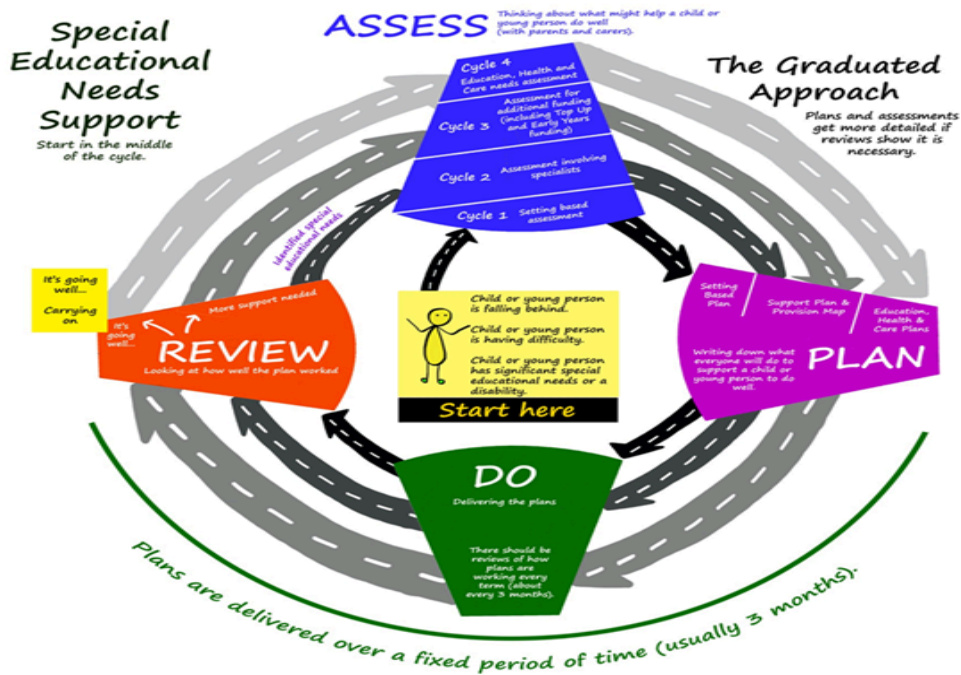 Special
Educational
Needs
Support
Start in the middle
of the cycle.
ASSESS
Thinking about what might help a child or
young person do well
(with parents and carers).
The Graduated
Approach
Plans and assessments
get more detailed if
reviews show it is
necessary.
Cycle 4
Education, Health and
Care needs assessment
Cycle 3
Assessment for
additional funding
(including Top Up
and Early Years
funding)
Cycle 2
Assessment involving
specialists
Cycle 1
Setting based
assessment
Identified special
educational needs
It's going
well...
Carrying
on
It's
going
well...
More support needed
REVIEW
Looking at how well the plan worked
Child or young person
is falling behind.
Child or young person
is having difficulty.
Child or young person
has significant special
educational needs or a
disability.
Start here
Setting
Based
Plan
Support Plan &
Provision Map
Education,
Health &
Care Plans
Writing down what
everyone will do to
support a child or
young person to do
well.
PLAN
DO
Delivering the plans
There should be
reviews of how
plans are
working every
term (about
every 3 months).
Plans are delivered over a fixed period of time (usually 3 months).